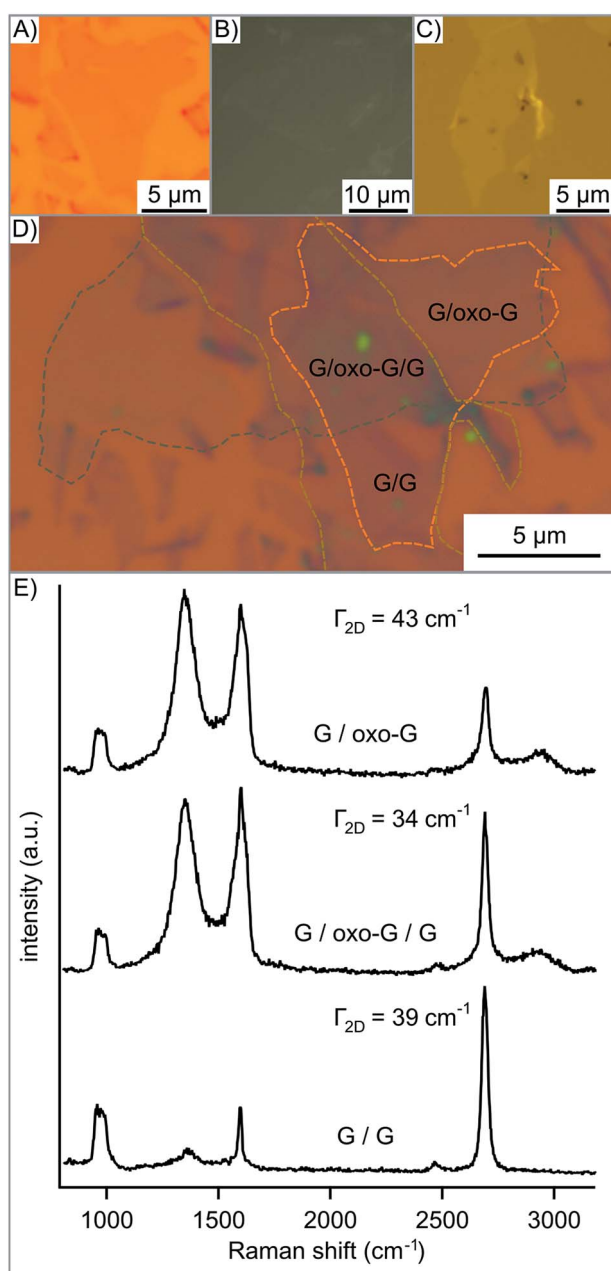 A)
B)
C)
5 µm
10 µm
5 µm
D)
G/oxo-G
G/oxo-G/G
G/G
5 µm
E)
Γ2D = 43 cm-1
G / oxo-G
Γ2D = 34 cm-1
G / oxo-G / G
Γ2D = 39 cm-1
G / G
intensity (a.u.)
1000 1500 2000 2500 3000
Raman shift (cm-1)